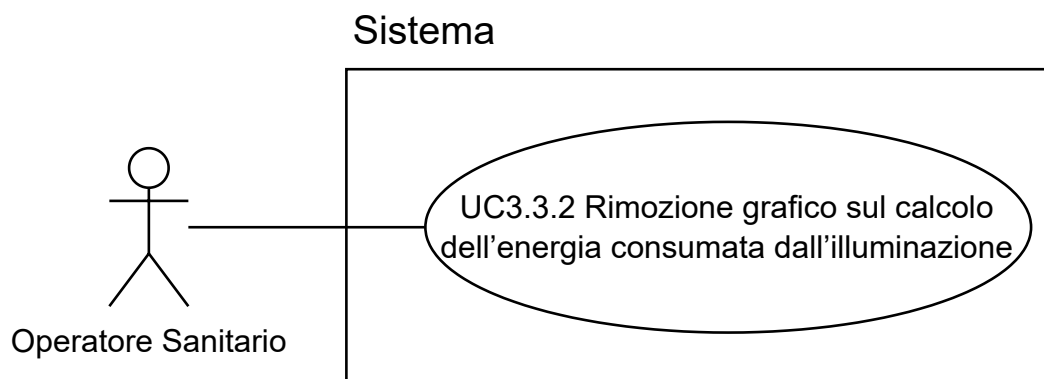 Sistema
UC3.3.2 Rimozione grafico sul calcolo
dell’energia consumata dall’illuminazione
Operatore Sanitario